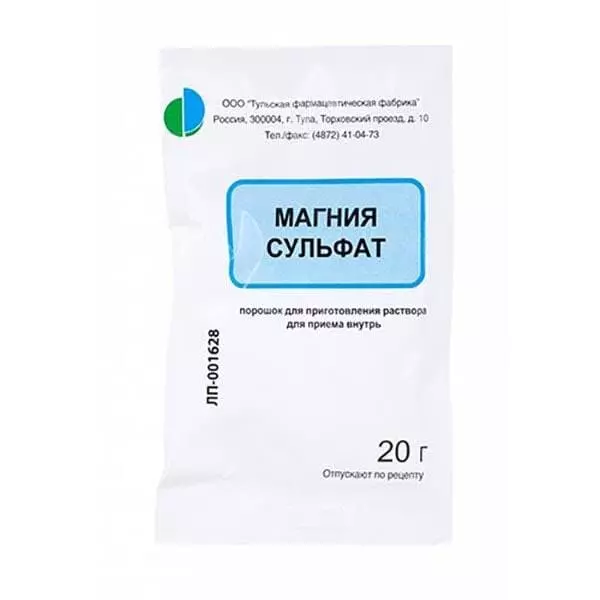 ООО "Тульская фармацевтическая фабрика"
Россия, 300004, г. Тула, Торховский проезд, д. 10
Тел./факс: (4872) 41-04-73
МАГНИЯ
СУЛЬФАТ
порошок для приготовления раствора
для приема внутрь
ЛП-001628
20 г
Отпускают по рецепту